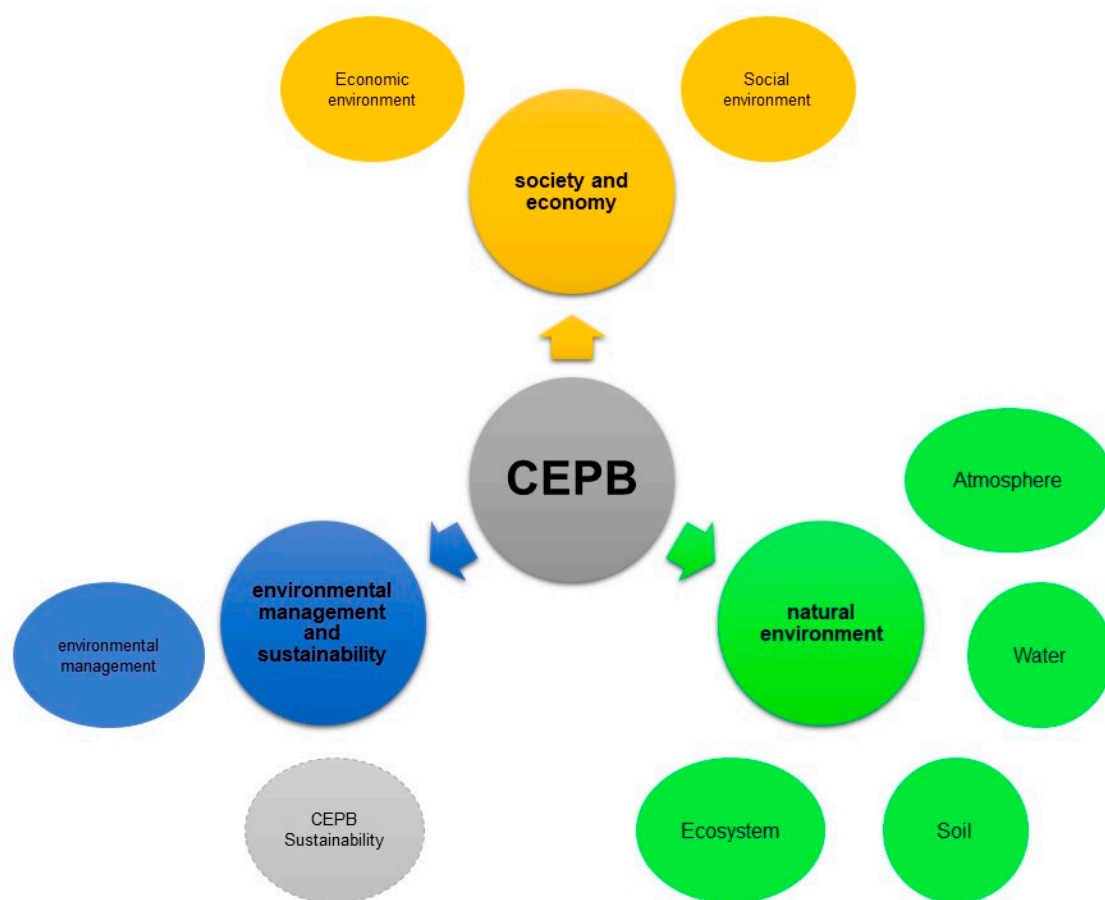 Economic
environment
Social
environment
society and
economy
CEPB
Atmosphere
environmental
management
and
sustainability
natural
environment
environmental
management
Water
CEPB
Sustainability
Ecosystem
Soil